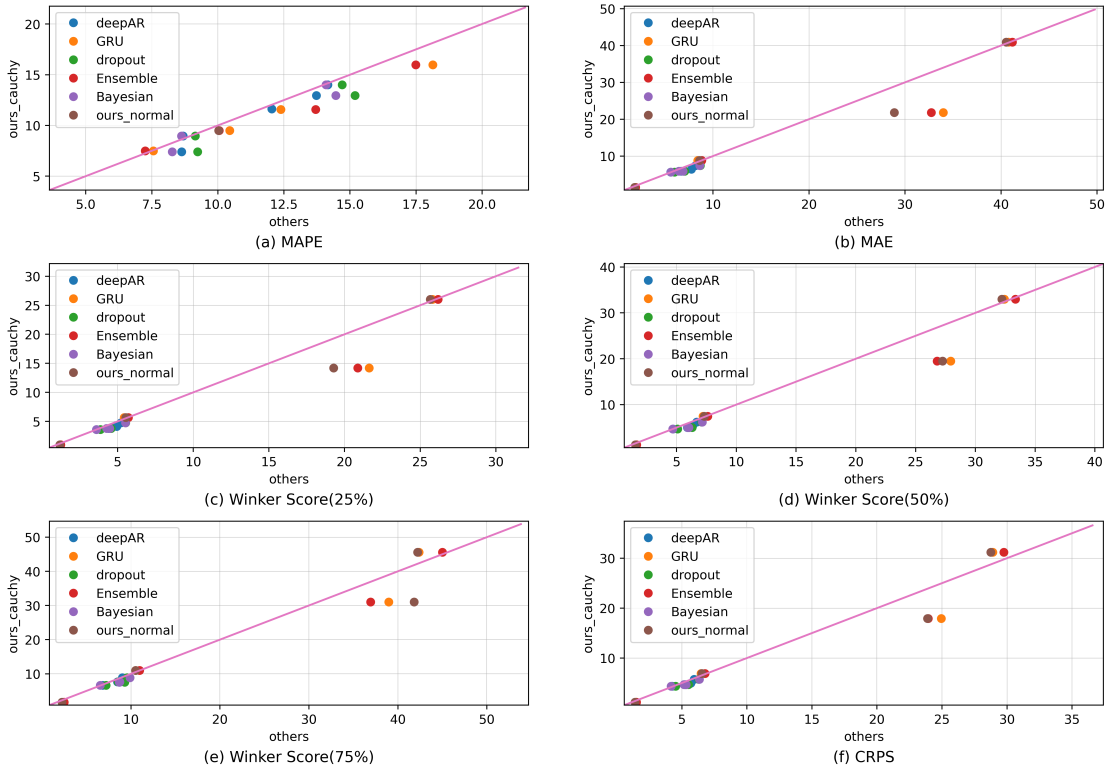 deepAR
GRU
dropout
Ensemble
Bayesian
ours_normal
20
15
10
5
ours_cauchy
5.0 7.5 10.0 12.5 15.0 17.5 20.0
others
(a) MAPE
deepAR
GRU
dropout
Ensemble
Bayesian
ours_normal
50
40
30
20
10
ours_cauchy
10 20 30 40 50
others
(b) MAE
deepAR
GRU
dropout
Ensemble
Bayesian
ours_normal
30
25
20
15
10
5
ours_cauchy
5 10 15 20 25 30
others
(c) Winker Score(25%)
deepAR
GRU
dropout
Ensemble
Bayesian
ours_normal
40
30
20
10
ours_cauchy
5 10 15 20 25 30 35 40
others
(d) Winker Score(50%)
deepAR
GRU
dropout
Ensemble
Bayesian
ours_normal
50
40
30
20
10
ours_cauchy
10 20 30 40 50
others
(e) Winker Score(75%)
deepAR
GRU
dropout
Ensemble
Bayesian
ours_normal
30
20
10
ours_cauchy
5 10 15 20 25 30 35
others
(f) CRPS